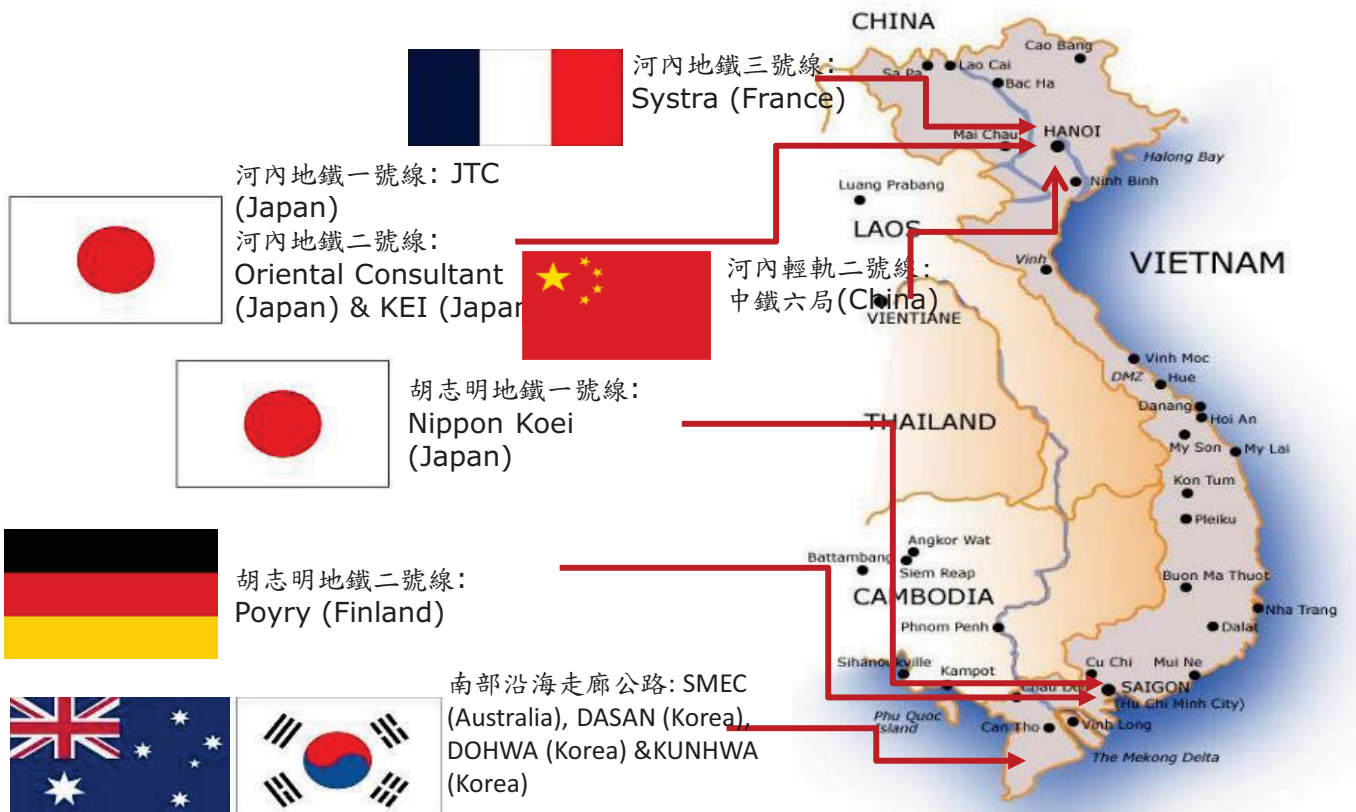 河內地鐵三號線:
Systra (France)
河內地鐵一號線: JTC
(Japan)
河內地鐵二號線:
Oriental Consultant
(Japan) & KEI (Japan
河內輕軌二號線:
中鐵六局(China)
胡志明地鐵一號線:
Nippon Koei
(Japan)
胡志明地鐵二號線:
Poyry (Finland)
南部沿海走廊公路: SMEC
(Australia), DASAN (Korea),
DOHWA (Korea) &KUNHWA
(Korea)
CHINA
Cao Bang
Sa Pa
Lao Cai
Bac Ha
Mai Chau
HANOI
Halong Bay
Ninh Binh
Luang Prabang
LAOS
Vinh
VIETNAM
VIENTIANE
Vinh Moc
DMZ
Hue
Danang
Hoi An
THAILAND
My Son
My Lai
Kon Tum
Pleiku
Angkor Wat
Battambang
Siem Reap
Buon Ma Thuot
CAMBODIA
Nha Trang
Phnom Penh
Dalat
Sihanoukville
Kampot
Cu Chi
Mui Ne
Chau Doc
SAIGON
(Hu Chi Minh City)
Phu Quoc
Island
Can Tho
Vinh Long
The Mekong Delta